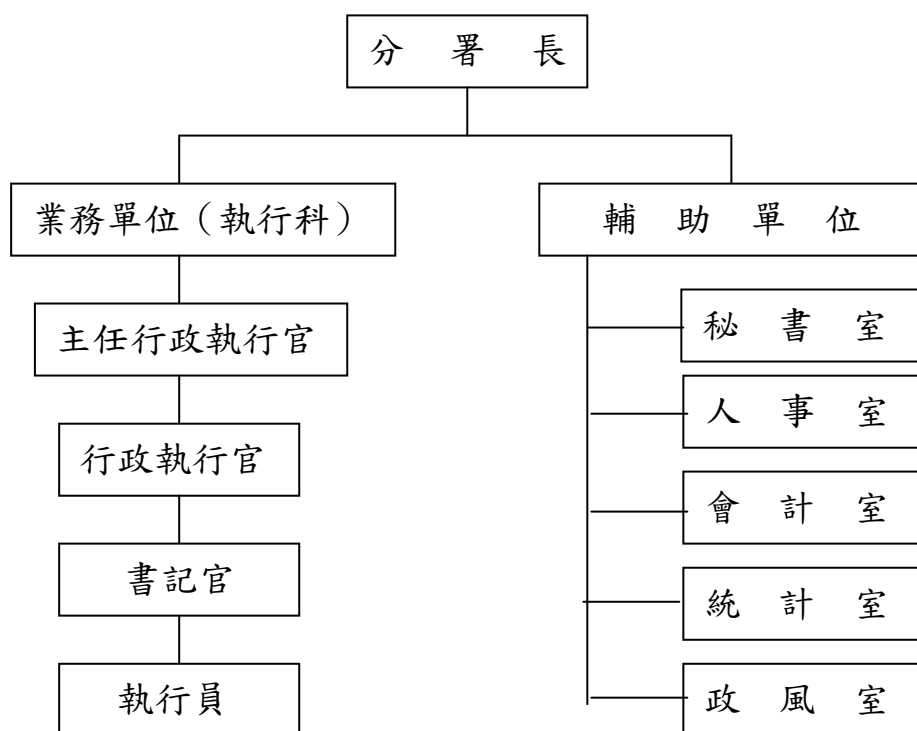 分署長
業務單位（執行科）
輔助單位
主任行政執行官
行政執行官
書記官
執行員
秘書室
人事室
會計室
統計室
政風室